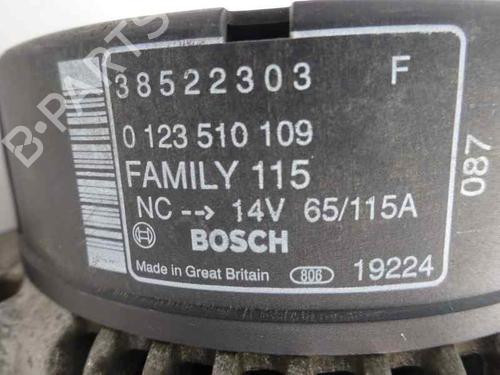 38522303 F
0 123 510 109
FAMILY 115
NC --> 14V 65/115A
BOSCH
Made in Great Britain 806 19224
087
B-PARTS